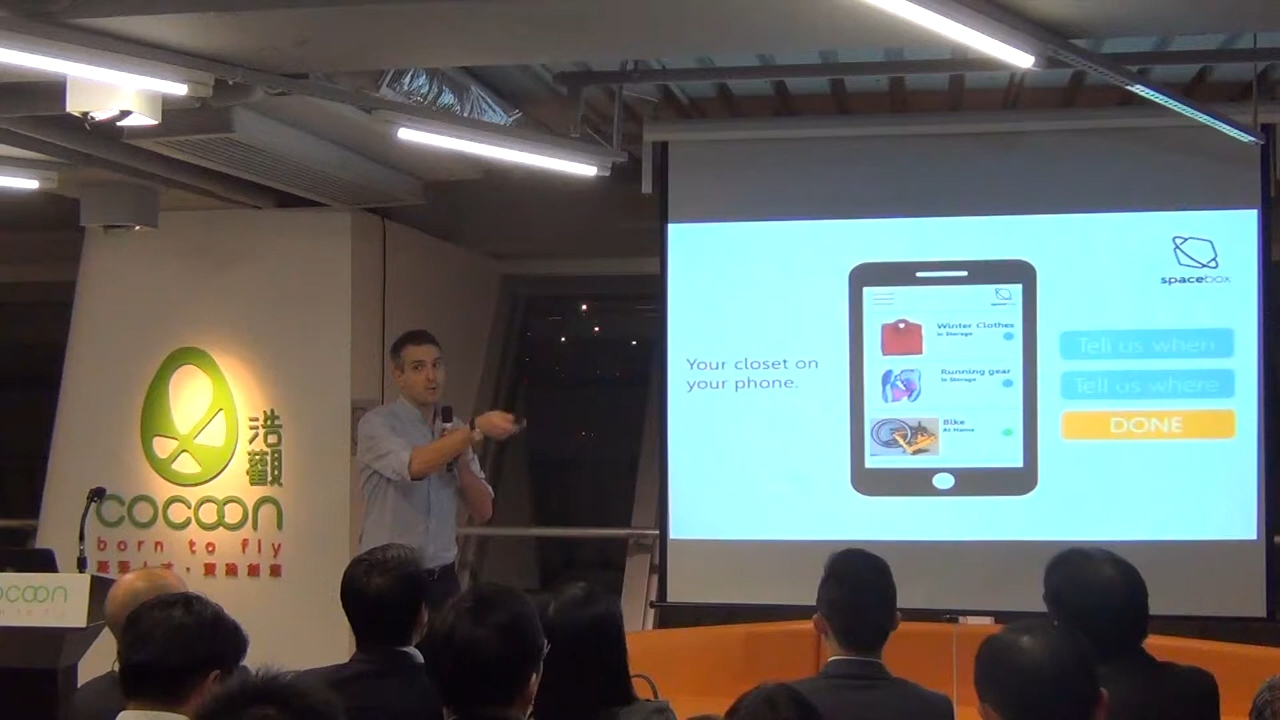 浩觀
cocoon
born to fly
cocoon
spacebox
Your closet on
your phone.
Winter Clothes
In Storage
Running gear
In Storage
Bike
At Home
Tell us when
Tell us where
DONE